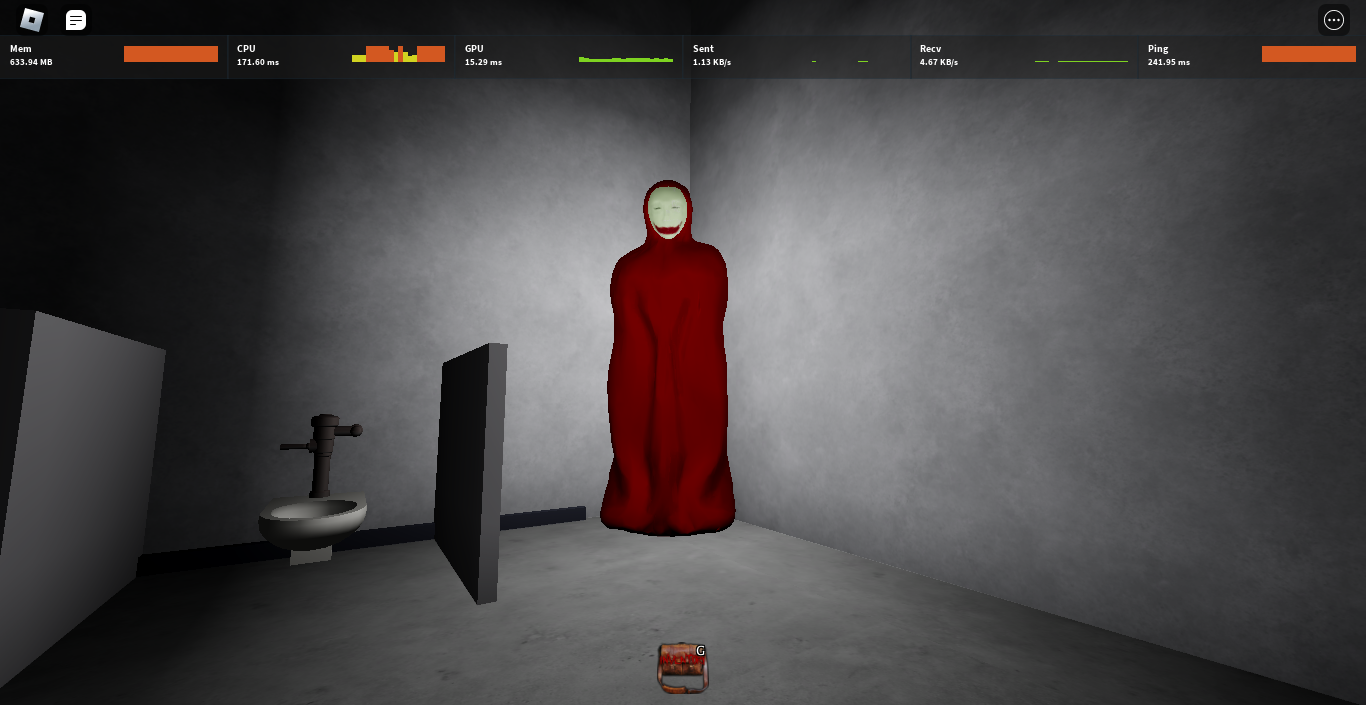 Mem
633.94 MB
CPU
171.60 ms
GPU
15.29 ms
Sent
1.13 KB/s
Recv
4.67 KB/s
Ping
241.95 ms
G